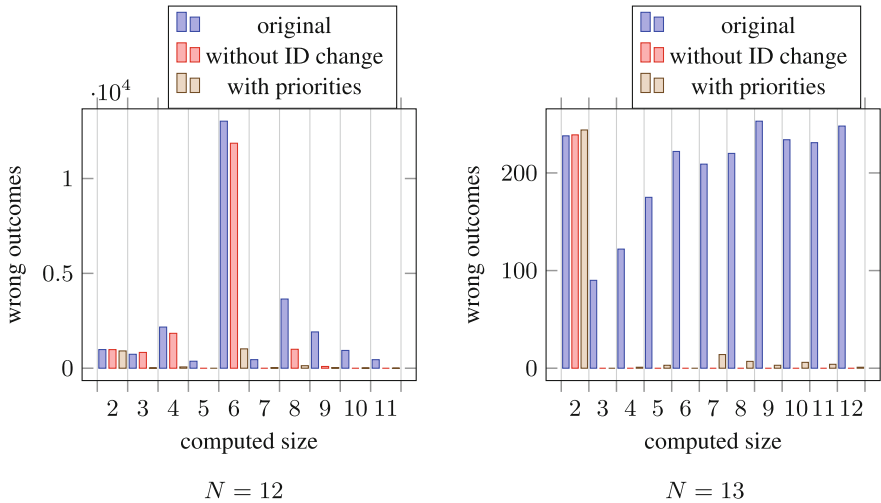 original
without ID change
with priorities
·10⁴
1
0.5
0
wrong outcomes
2 3 4 5 6 7 8 9 10 11
computed size
N = 12
original
without ID change
with priorities
200
100
0
wrong outcomes
2 3 4 5 6 7 8 9 10 11 12
computed size
N = 13